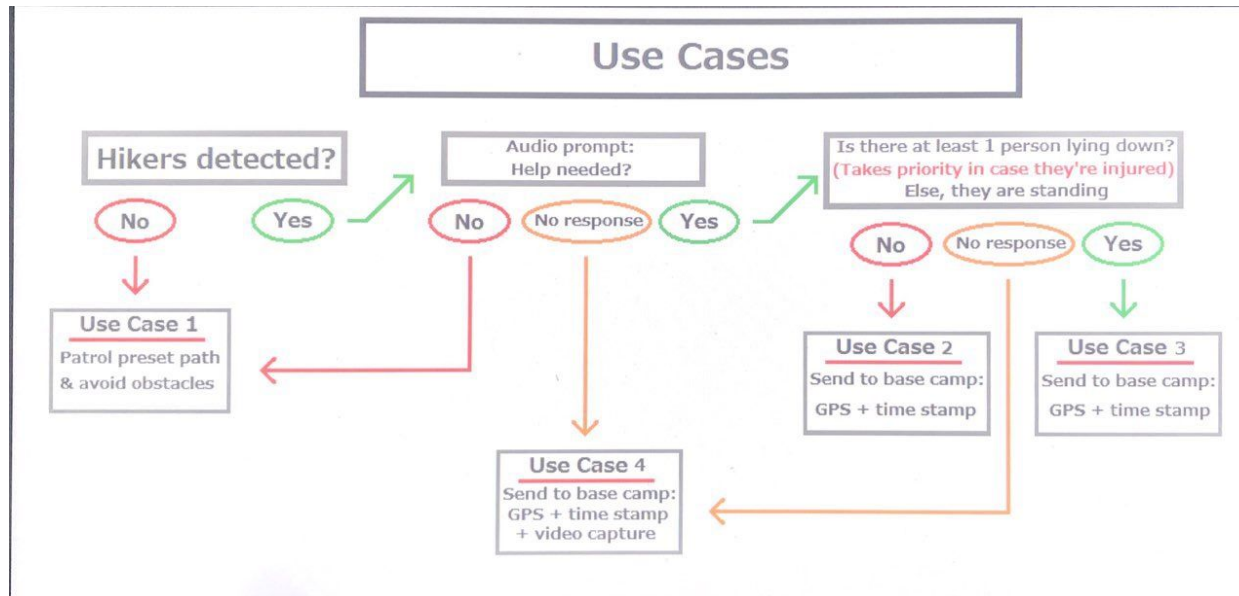 Use Cases
Hikers detected?
No
Yes
Audio prompt:
Help needed?
No
No response
Yes
Is there at least 1 person lying down?
(Takes priority in case they're injured)
Else, they are standing
No
No response
Yes
Use Case 1
Patrol preset path
& avoid obstacles
Use Case 2
Send to base camp:
GPS + time stamp
Use Case 3
Send to base camp:
GPS + time stamp
Use Case 4
Send to base camp:
GPS + time stamp
+ video capture